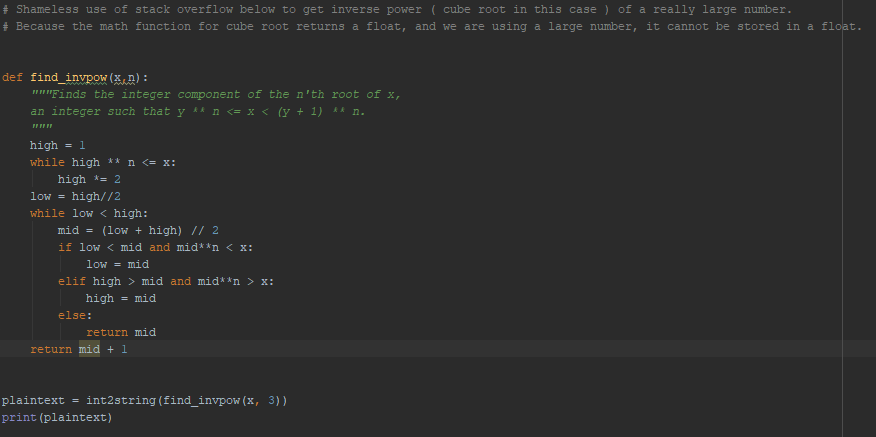 # Shameless use of stack overflow below to get inverse power ( cube root in this case ) of a really large number.
# Because the math function for cube root returns a float, and we are using a large number, it cannot be stored in a float.
def find_invpow(x,n):
"""Finds the integer component of the n'th root of x,
an integer such that y ** n <= x < (y + 1) ** n.
"""
high = 1
while high ** n <= x:
high *= 2
low = high//2
while low < high:
mid = (low + high) // 2
if low < mid and mid**n < x:
low = mid
elif high > mid and mid**n > x:
high = mid
else:
return mid
return mid + 1
plaintext = int2string(find_invpow(x, 3))
print(plaintext)